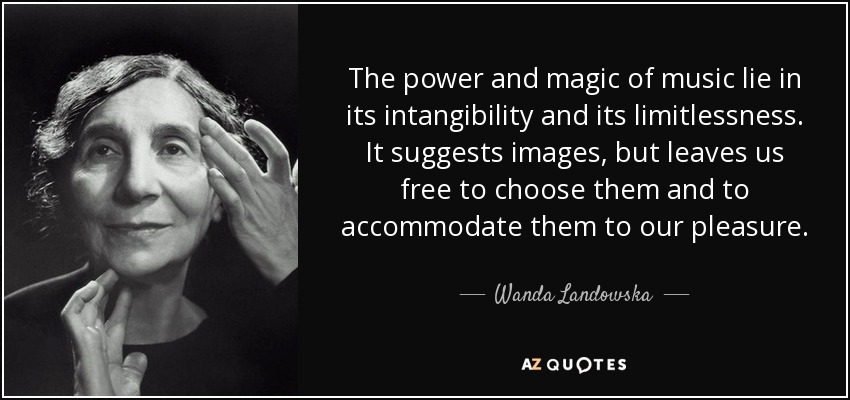 The power and magic of music lie in
its intangibility and its limitlessness.
It suggests images, but leaves us
free to choose them and to
accommodate them to our pleasure.
Wanda Landowska
AZ QUOTES